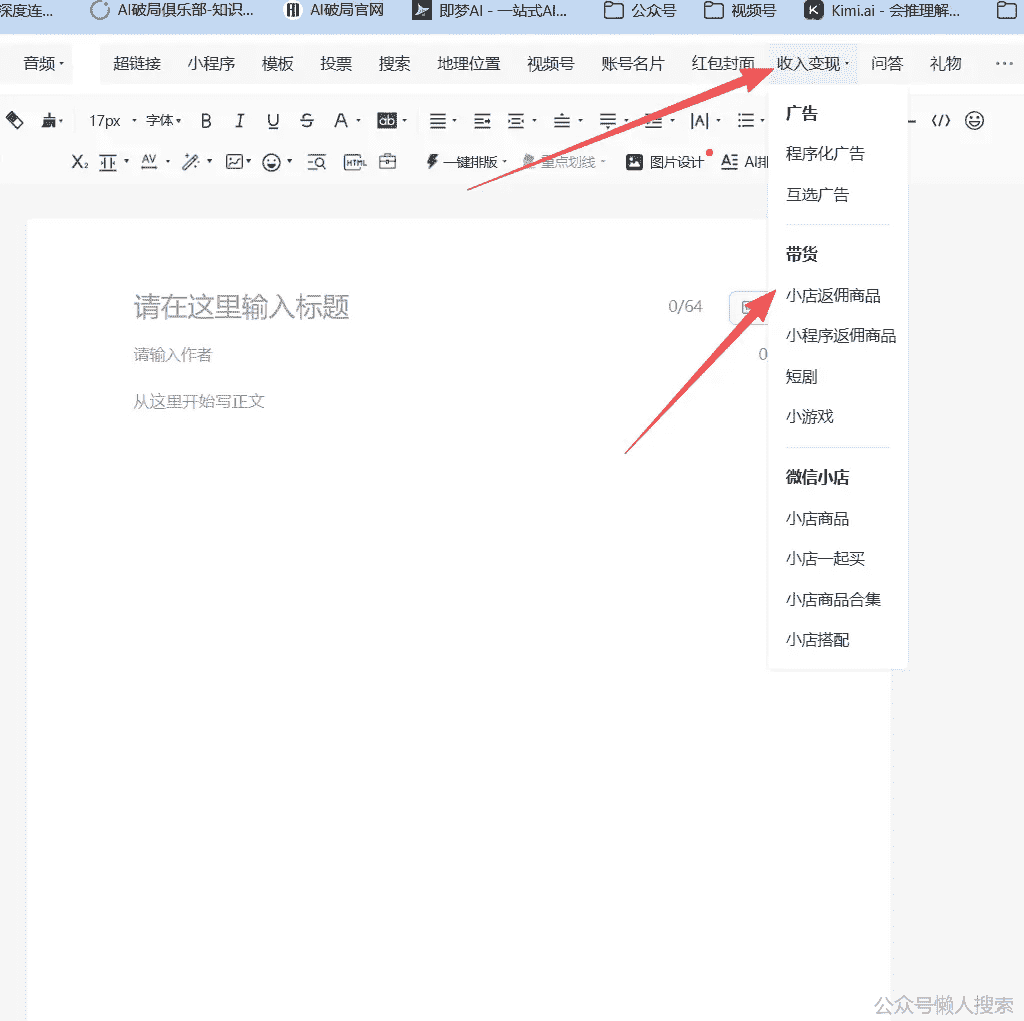 深度连... AI破局俱乐部-知识... AI破局官网 即梦AI - 一站式AI... 公众号 视频号 Kimi.ai - 会推理解...
音频 超链接 小程序 模板 投票 搜索 地理位置 视频号 账号名片 红包封面 收入变现 问答 礼物 ...
17px 字体 B I U S A ab |A| </>
X₂ AV HTML 一键排版 重点划线 图片设计 AI排
广告
程序化广告
互选广告
带货
小店返佣商品
小程序返佣商品
短剧
小游戏
微信小店
小店商品
小店一起买
小店商品合集
小店搭配
请在这里输入标题 0/64
请输入作者 0
从这里开始写正文
公众号懒人搜索